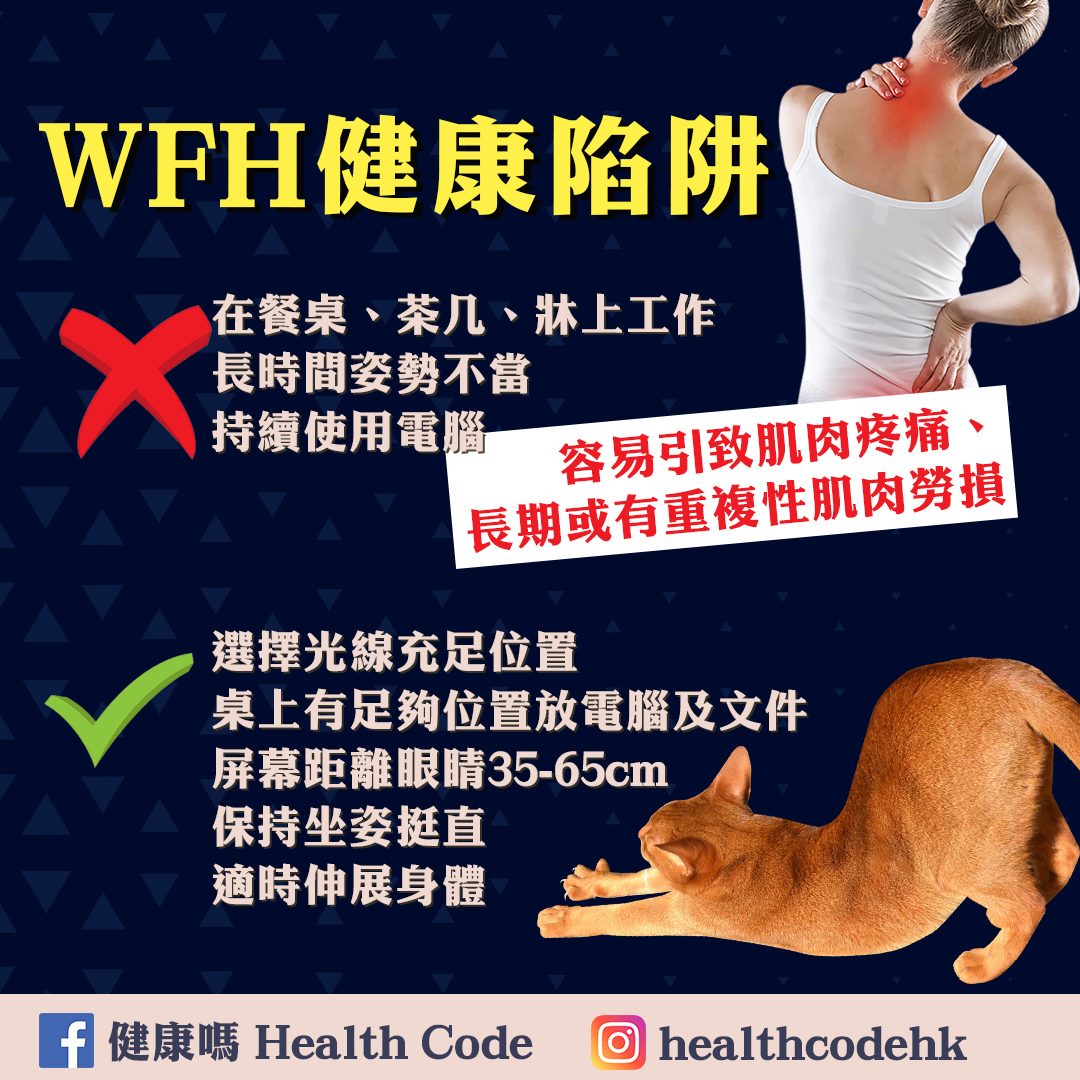 WFH健康陷阱
在餐桌、茶几、牀上工作
長時間姿勢不當
持續使用電腦
容易引致肌肉疼痛、
長期或有重複性肌肉勞損
選擇光線充足位置
桌上有足夠位置放電腦及文件
屏幕距離眼睛35-65cm
保持坐姿挺直
適時伸展身體
健康嗎 Health Code
healthcodehk